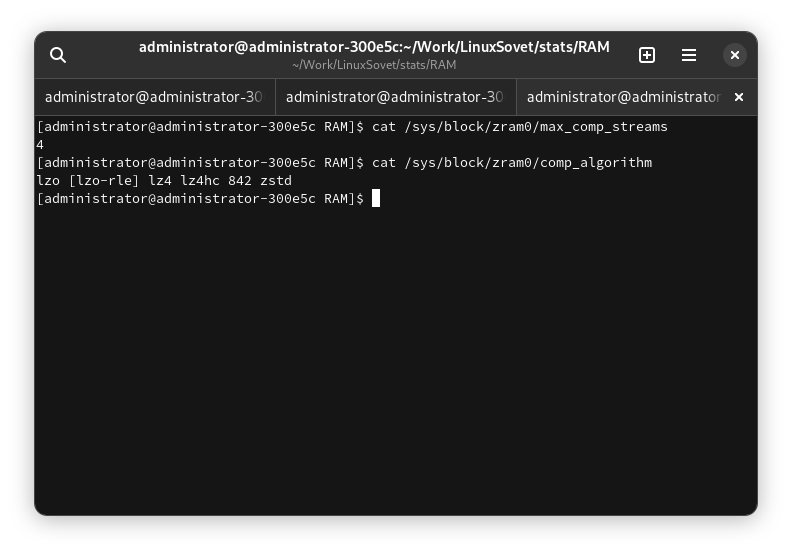 administrator@administrator-300e5c:~/Work/LinuxSovet/stats/RAM
~/Work/LinuxSovet/stats/RAM
administrator@administrator-30
administrator@administrator-30
administrator@administrator
[administrator@administrator-300e5c RAM]$ cat /sys/block/zram0/max_comp_streams
4
[administrator@administrator-300e5c RAM]$ cat /sys/block/zram0/comp_algorithm
lzo [lzo-rle] lz4 lz4hc 842 zstd
[administrator@administrator-300e5c RAM]$